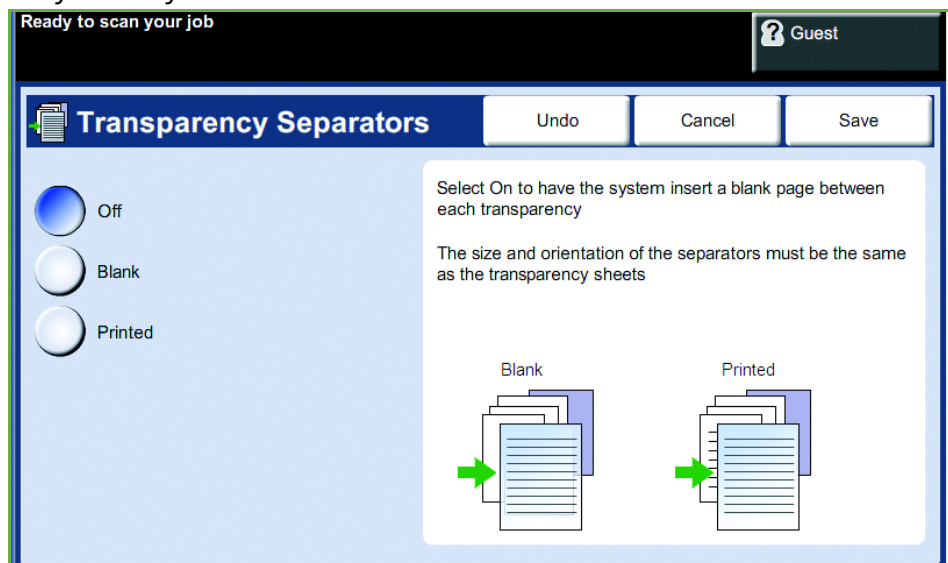 Ready to scan your job
Guest
Transparency Separators
Undo
Cancel
Save
Off
Blank
Printed
Select On to have the system insert a blank page between
each transparency
The size and orientation of the separators must be the same
as the transparency sheets
Blank
Printed